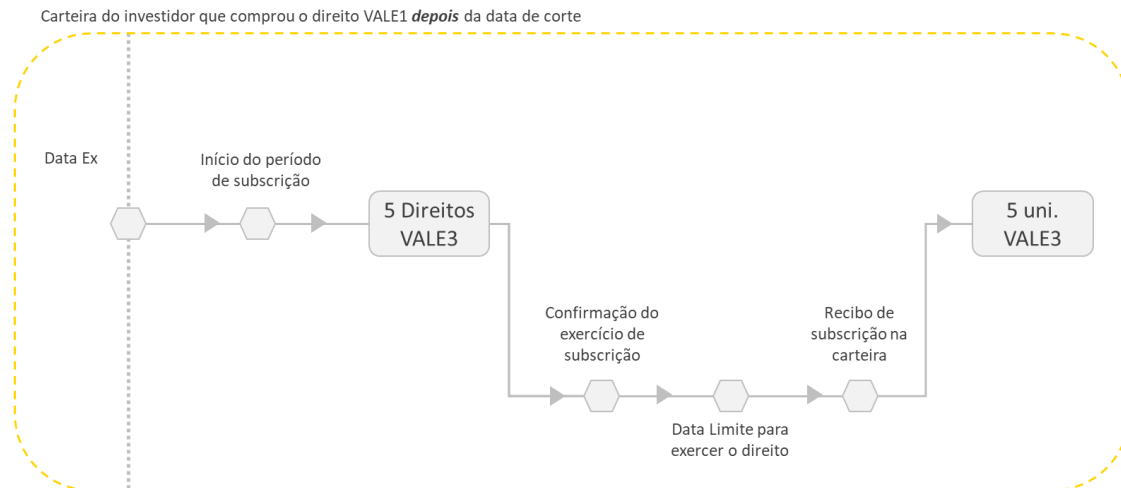 Carteira do investidor que comprou o direito VALE1 depois da data de corte
Data Ex
Início do período
de subscrição
5 Direitos
VALE3
Confirmação do
exercício de
subscrição
Data Limite para
exercer o direito
Recibo de
subscrição na
carteira
5 uni.
VALE3